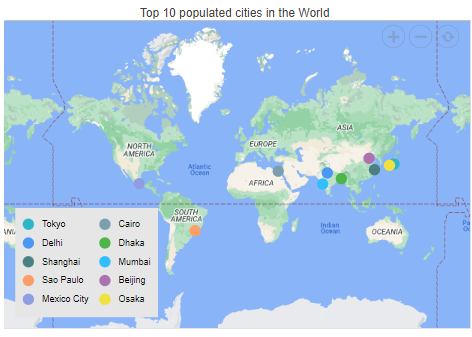 Top 10 populated cities in the World
NORTH
AMERICA
EUROPE
ASIA
Atlantic
Ocean
AFRICA
SOUTH
AMERICA
Indian
Ocean
OCEANIA
Tokyo
Delhi
Shanghai
Sao Paulo
Mexico City
Cairo
Dhaka
Mumbai
Beijing
Osaka